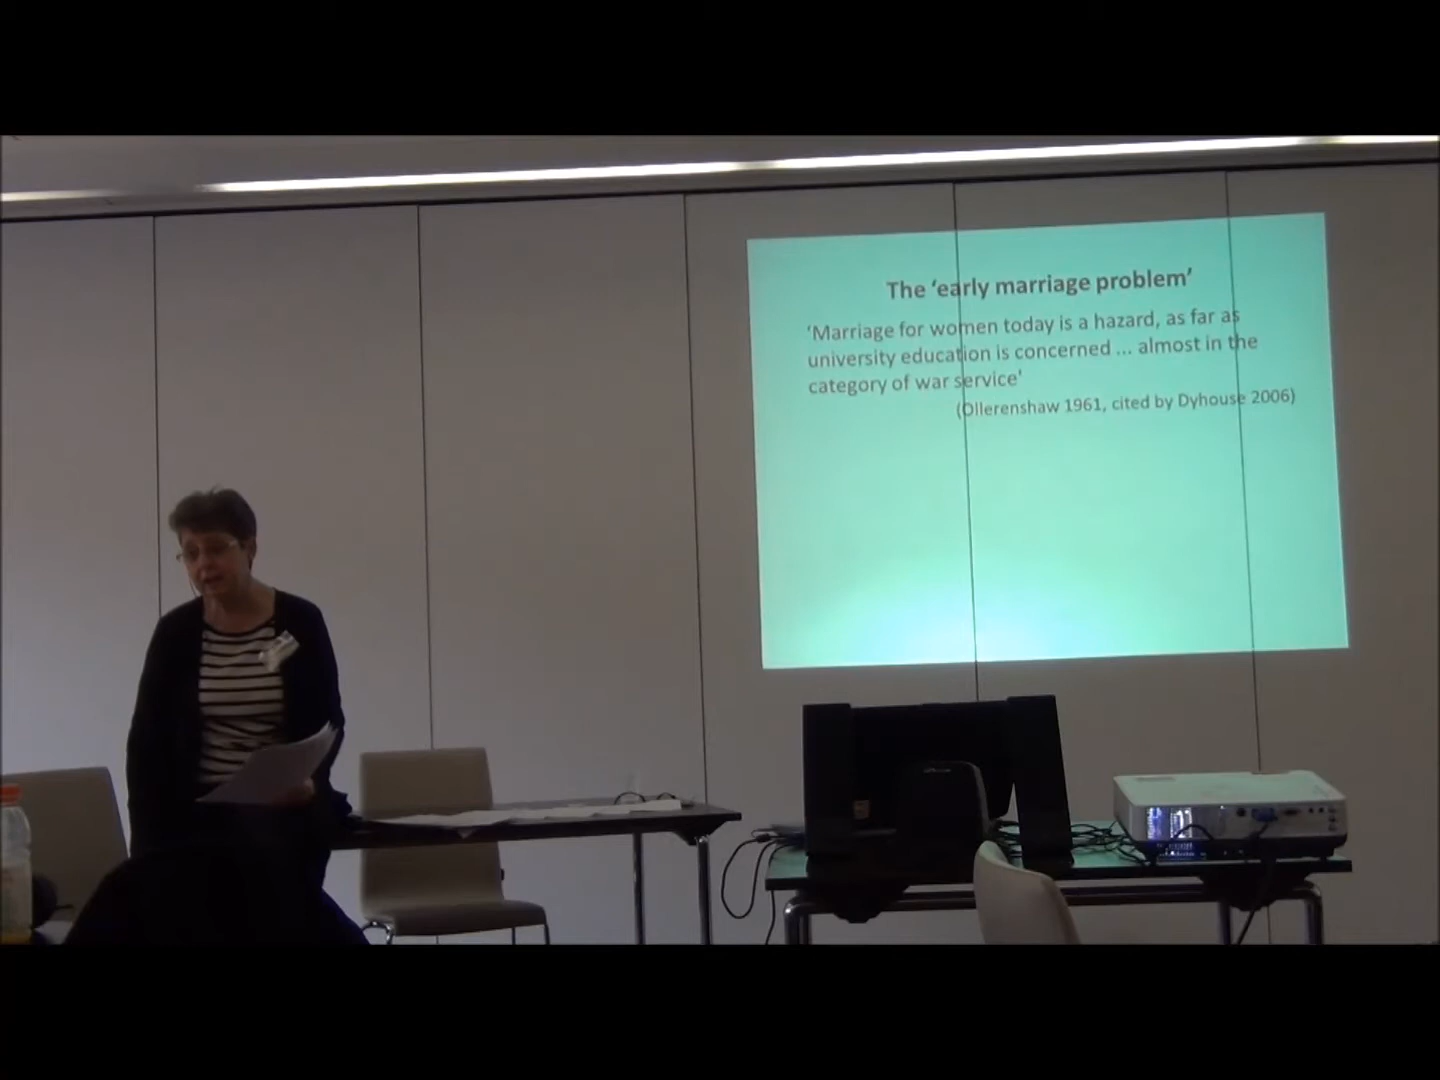 The ‘early marriage problem’
‘Marriage for women today is a hazard, as far as
university education is concerned ... almost in the
category of war service’
(Ollerenshaw 1961, cited by Dyhouse 2006)